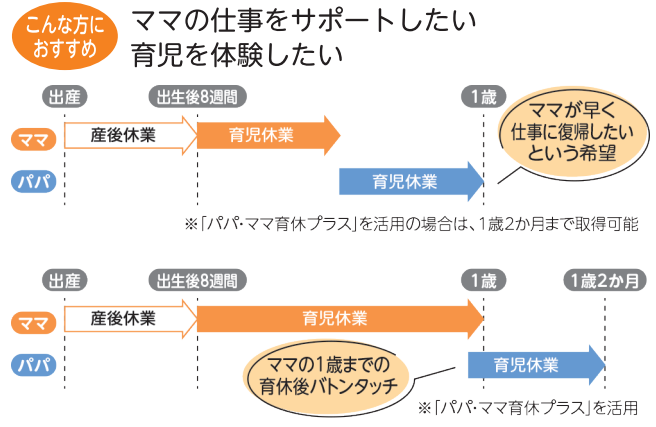 こんな方に
おすすめ
ママの仕事をサポートしたい
育児を体験したい
出産
出生後8週間
1歳
ママ
産後休業
育児休業
パパ
育児休業
ママが早く
仕事に復帰したい
という希望
※「パパ・ママ育休プラス」を活用の場合は、1歳2か月まで取得可能
出産
出生後8週間
1歳
1歳2か月
ママ
産後休業
育児休業
パパ
ママの1歳までの
育休後バトンタッチ
育児休業
※「パパ・ママ育休プラス」を活用